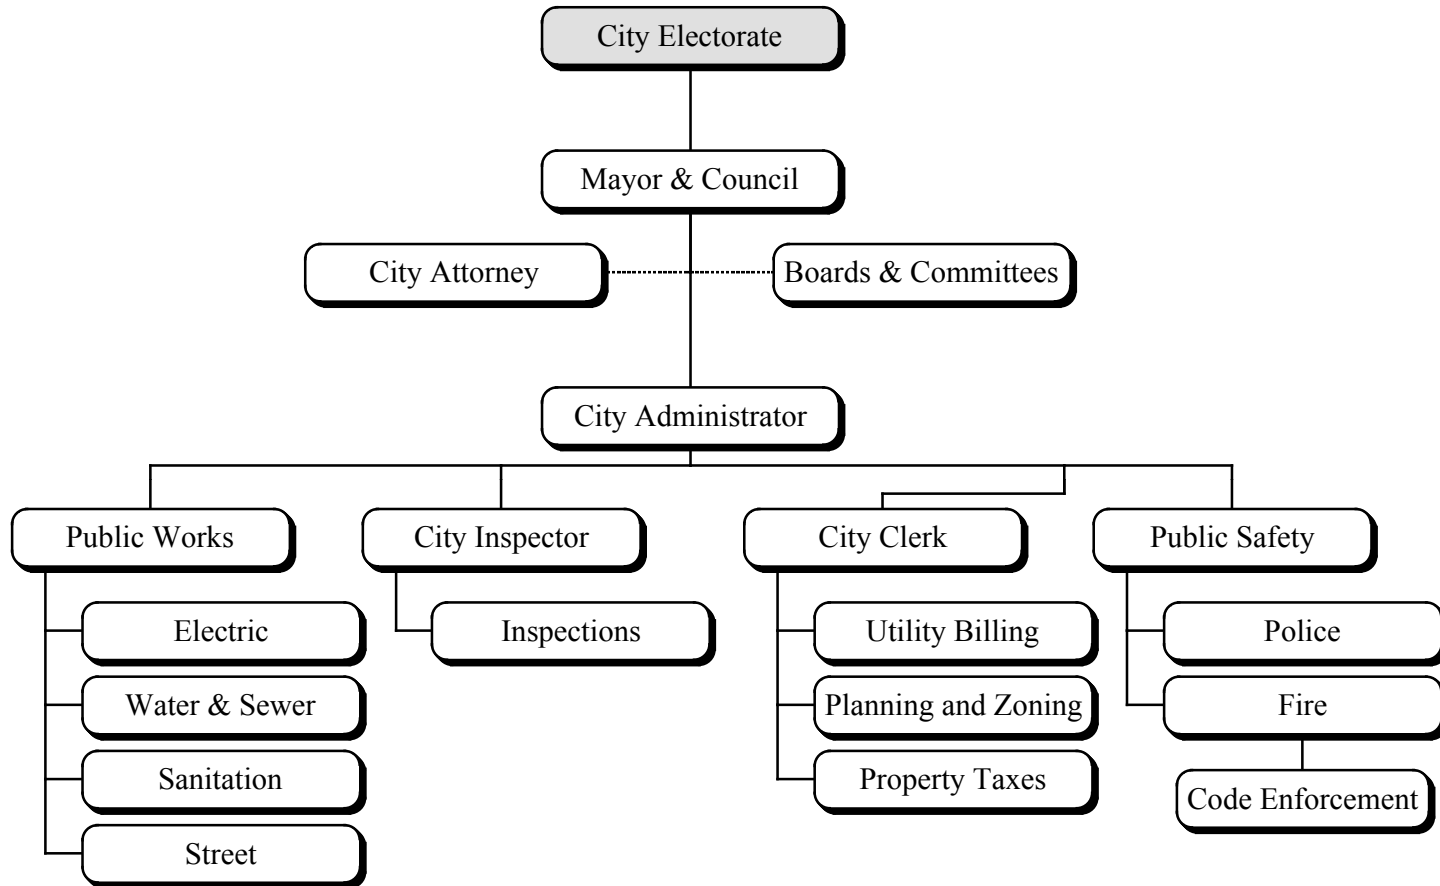 City Electorate
Mayor & Council
City Attorney
Boards & Committees
City Administrator
Public Works
City Inspector
City Clerk
Public Safety
Electric
Inspections
Utility Billing
Police
Water & Sewer
Planning and Zoning
Fire
Sanitation
Property Taxes
Code Enforcement
Street